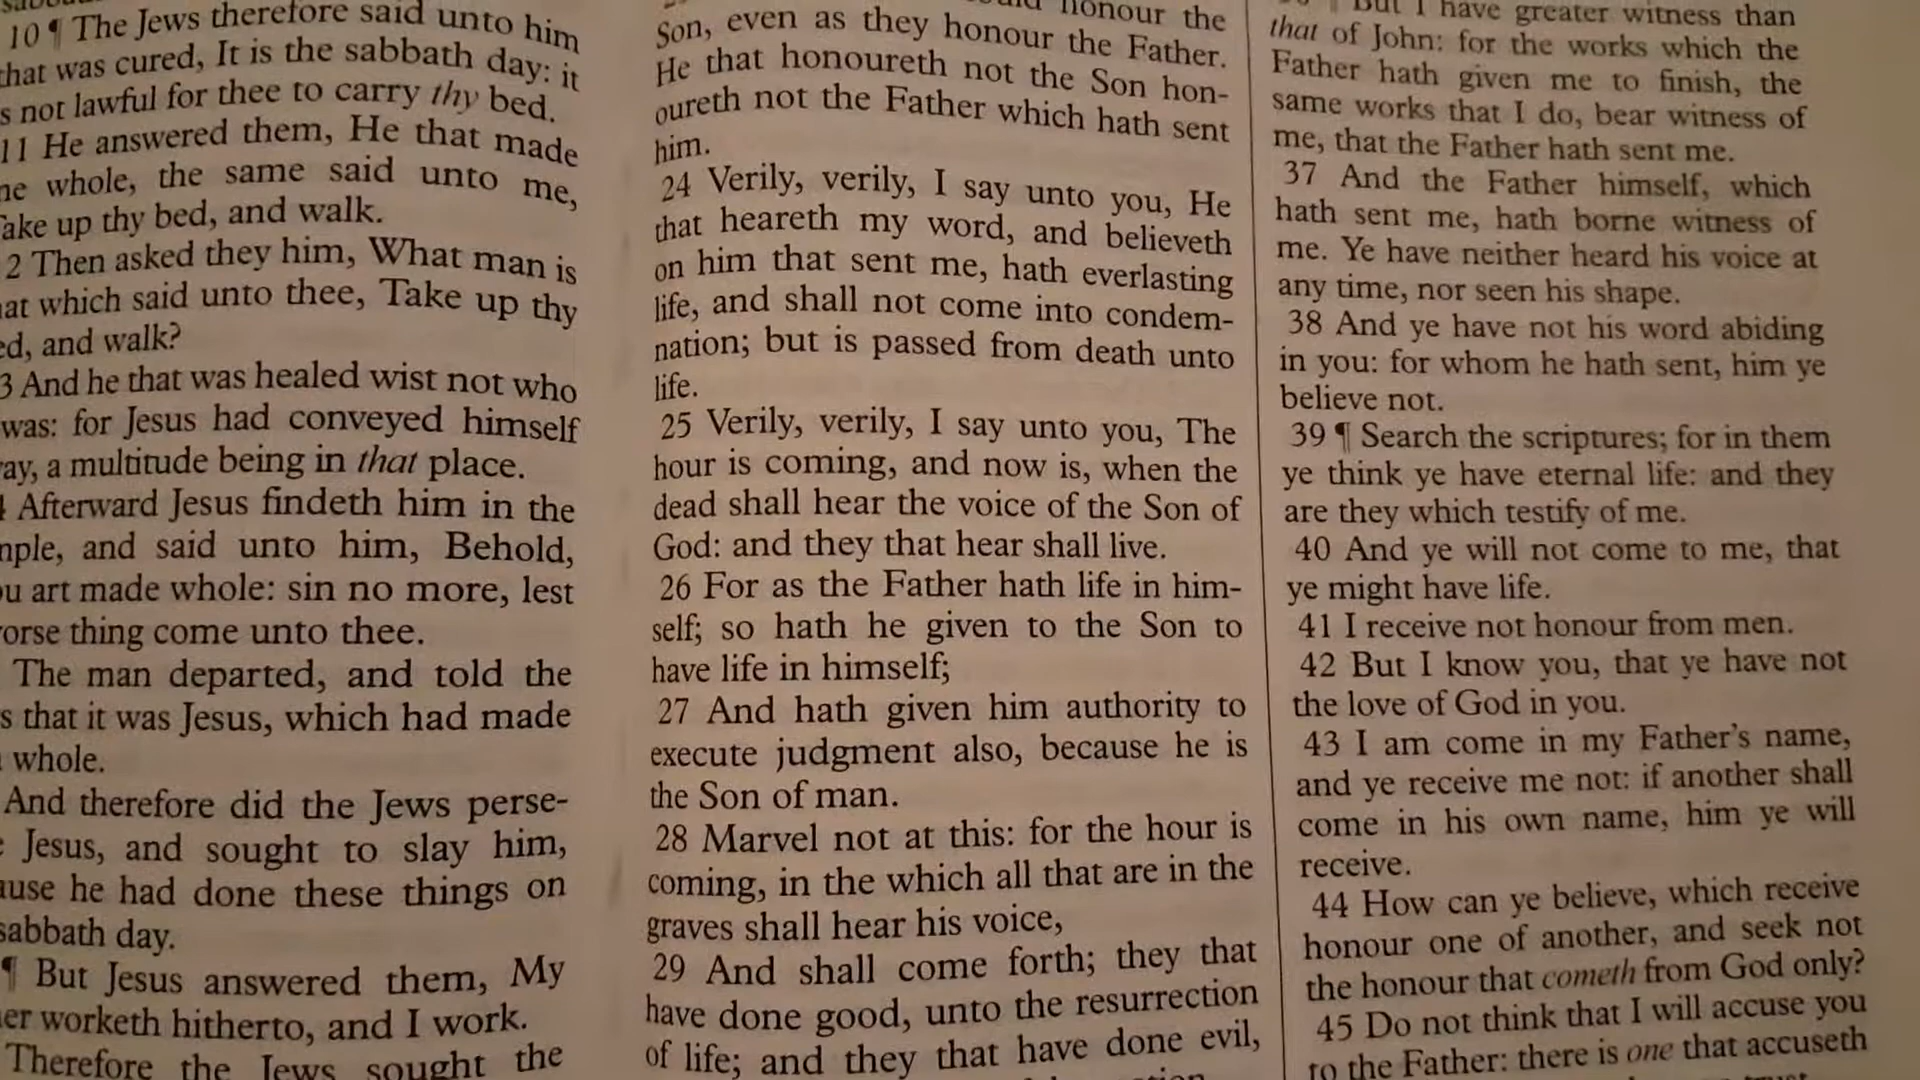 10 ¶ The Jews therefore said unto him
that was cured, It is the sabbath day: it
s not lawful for thee to carry thy bed.
11 He answered them, He that made
ne whole, the same said unto me,
Take up thy bed, and walk.
2 Then asked they him, What man is
hat which said unto thee, Take up thy
ed, and walk?
3 And he that was healed wist not who
was: for Jesus had conveyed himself
ay, a multitude being in that place.
4 Afterward Jesus findeth him in the
mple, and said unto him, Behold,
ou art made whole: sin no more, lest
orse thing come unto thee.
The man departed, and told the
s that it was Jesus, which had made
whole.
And therefore did the Jews perse-
e Jesus, and sought to slay him,
ause he had done these things on
sabbath day.
¶ But Jesus answered them, My
er worketh hitherto, and I work.
Therefore the Jews sought the
honour the
Son, even as they honour the Father.
He that honoureth not the Son hon-
oureth not the Father which hath sent
him.
24 Verily, verily, I say unto you, He
that heareth my word, and believeth
on him that sent me, hath everlasting
life, and shall not come into condem-
nation; but is passed from death unto
life.
25 Verily, verily, I say unto you, The
hour is coming, and now is, when the
dead shall hear the voice of the Son of
God: and they that hear shall live.
26 For as the Father hath life in him-
self; so hath he given to the Son to
have life in himself;
27 And hath given him authority to
execute judgment also, because he is
the Son of man.
28 Marvel not at this: for the hour is
coming, in the which all that are in the
graves shall hear his voice,
29 And shall come forth; they that
have done good, unto the resurrection
of life; and they that have done evil,
¶ But I have greater witness than
that of John: for the works which the
Father hath given me to finish, the
same works that I do, bear witness of
me, that the Father hath sent me.
37 And the Father himself, which
hath sent me, hath borne witness of
me. Ye have neither heard his voice at
any time, nor seen his shape.
38 And ye have not his word abiding
in you: for whom he hath sent, him ye
believe not.
39 ¶ Search the scriptures; for in them
ye think ye have eternal life: and they
are they which testify of me.
40 And ye will not come to me, that
ye might have life.
41 I receive not honour from men.
42 But I know you, that ye have not
the love of God in you.
43 I am come in my Father's name,
and ye receive me not: if another shall
come in his own name, him ye will
receive.
44 How can ye believe, which receive
honour one of another, and seek not
the honour that cometh from God only?
45 Do not think that I will accuse you
to the Father: there is one that accuseth